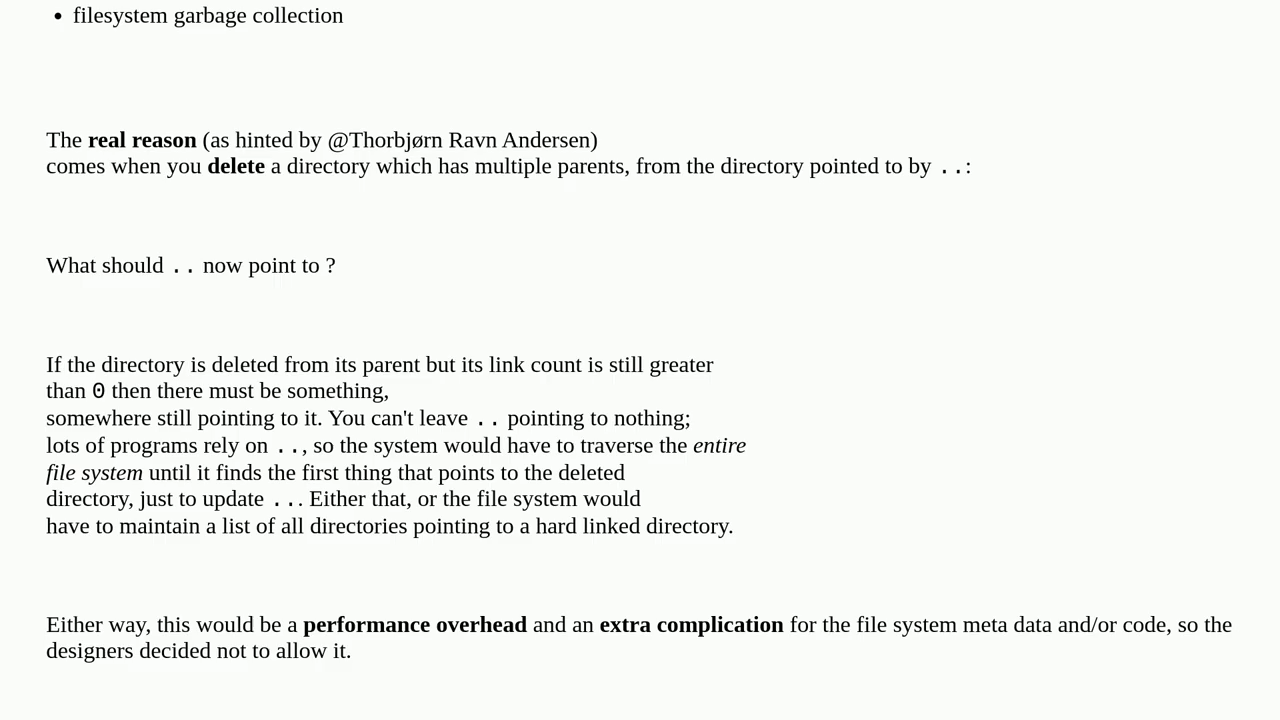 • filesystem garbage collection
The real reason (as hinted by @Thorbjørn Ravn Andersen)
comes when you delete a directory which has multiple parents, from the directory pointed to by ..:
What should .. now point to ?
If the directory is deleted from its parent but its link count is still greater
than 0 then there must be something,
somewhere still pointing to it. You can't leave .. pointing to nothing;
lots of programs rely on .., so the system would have to traverse the entire
file system until it finds the first thing that points to the deleted
directory, just to update ... Either that, or the file system would
have to maintain a list of all directories pointing to a hard linked directory.
Either way, this would be a performance overhead and an extra complication for the file system meta data and/or code, so the
designers decided not to allow it.